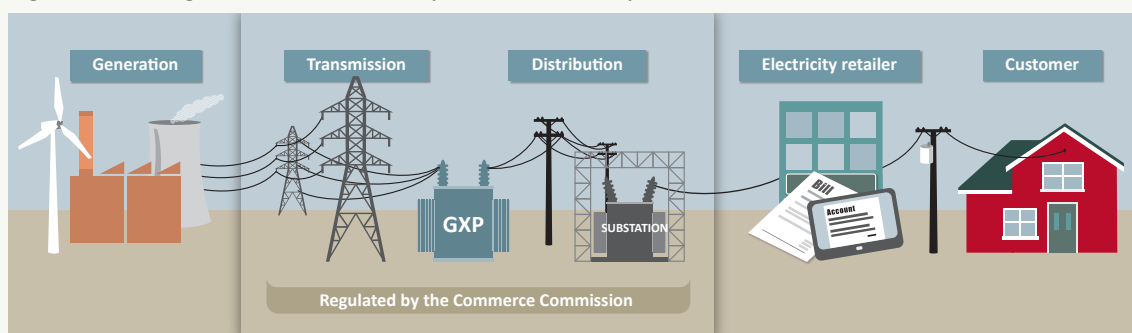 Generation
Transmission
Distribution
Electricity retailer
Customer
GXP
SUBSTATION
Bill
Account
Regulated by the Commerce Commission